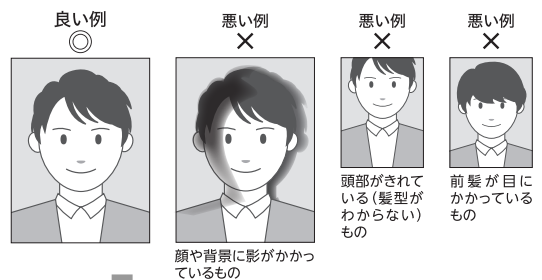 良い例
◎
悪い例
×
顔や背景に影がかかっ
ているもの
悪い例
×
頭部がきれて
いる（髪型が
わからない）
もの
悪い例
×
前髪が目に
かかっている
もの